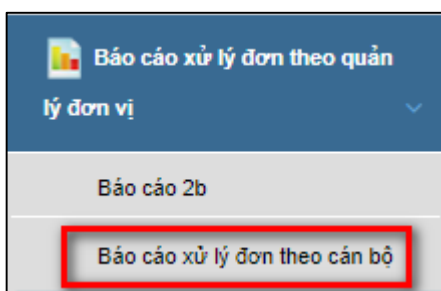 Báo cáo xử lý đơn theo quản
lý đơn vị
Báo cáo 2b
Báo cáo xử lý đơn theo cán bộ